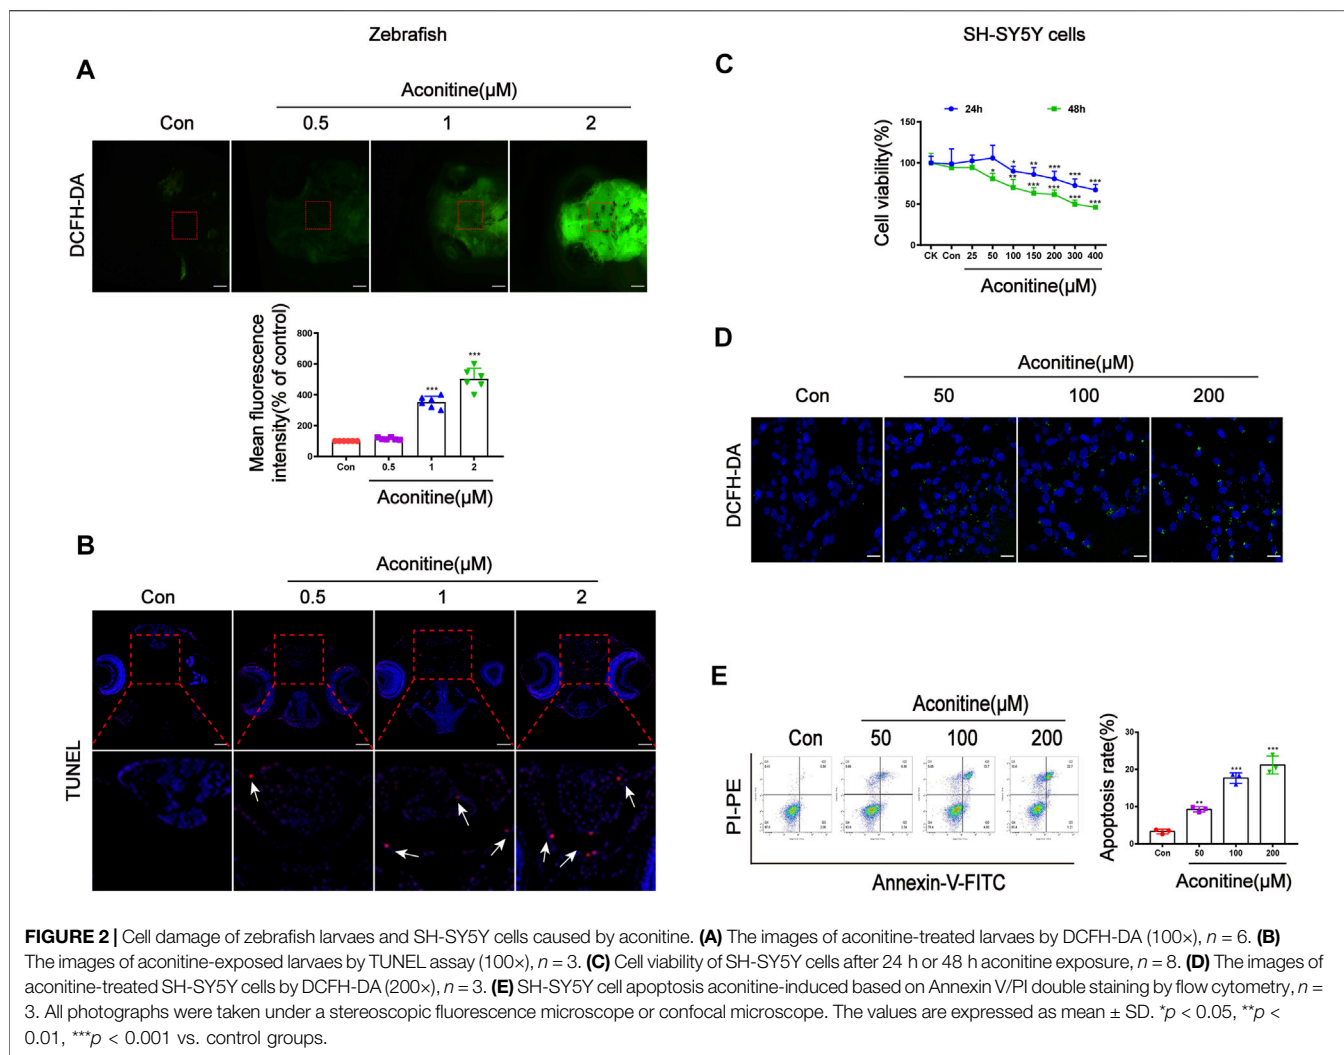 Zebrafish
A
Aconitine(µM)
Con 0.5 1 2
DCFH-DA
Mean fluorescence
intensity(% of control)
800
600
400
200
0
***
***
Con 0.5 1 2
Aconitine(µM)
B
Aconitine(µM)
Con 0.5 1 2
TUNEL
SH-SY5Y cells
C
24h 48h
Cell viability(%)
150
100
50
0
* ** *** *** ***
* ** *** *** *** ***
CK Con 25 50 100 150 200 300 400
Aconitine(µM)
D
Aconitine(µM)
Con 50 100 200
DCFH-DA
E
Aconitine(µM)
Con 50 100 200
PI-PE
Annexin-V-FITC
Apoptosis rate(%)
30
20
10
0
** *** ***
Con 50 100 200
Aconitine(µM)
FIGURE 2 | Cell damage of zebrafish larvaes and SH-SY5Y cells caused by aconitine. (A) The images of aconitine-treated larvaes by DCFH-DA (100×), n = 6. (B)
The images of aconitine-exposed larvaes by TUNEL assay (100×), n = 3. (C) Cell viability of SH-SY5Y cells after 24 h or 48 h aconitine exposure, n = 8. (D) The images of
aconitine-treated SH-SY5Y cells by DCFH-DA (200×), n = 3. (E) SH-SY5Y cell apoptosis aconitine-induced based on Annexin V/PI double staining by flow cytometry, n =
3. All photographs were taken under a stereoscopic fluorescence microscope or confocal microscope. The values are expressed as mean ± SD. *p < 0.05, **p <
0.01, ***p < 0.001 vs. control groups.